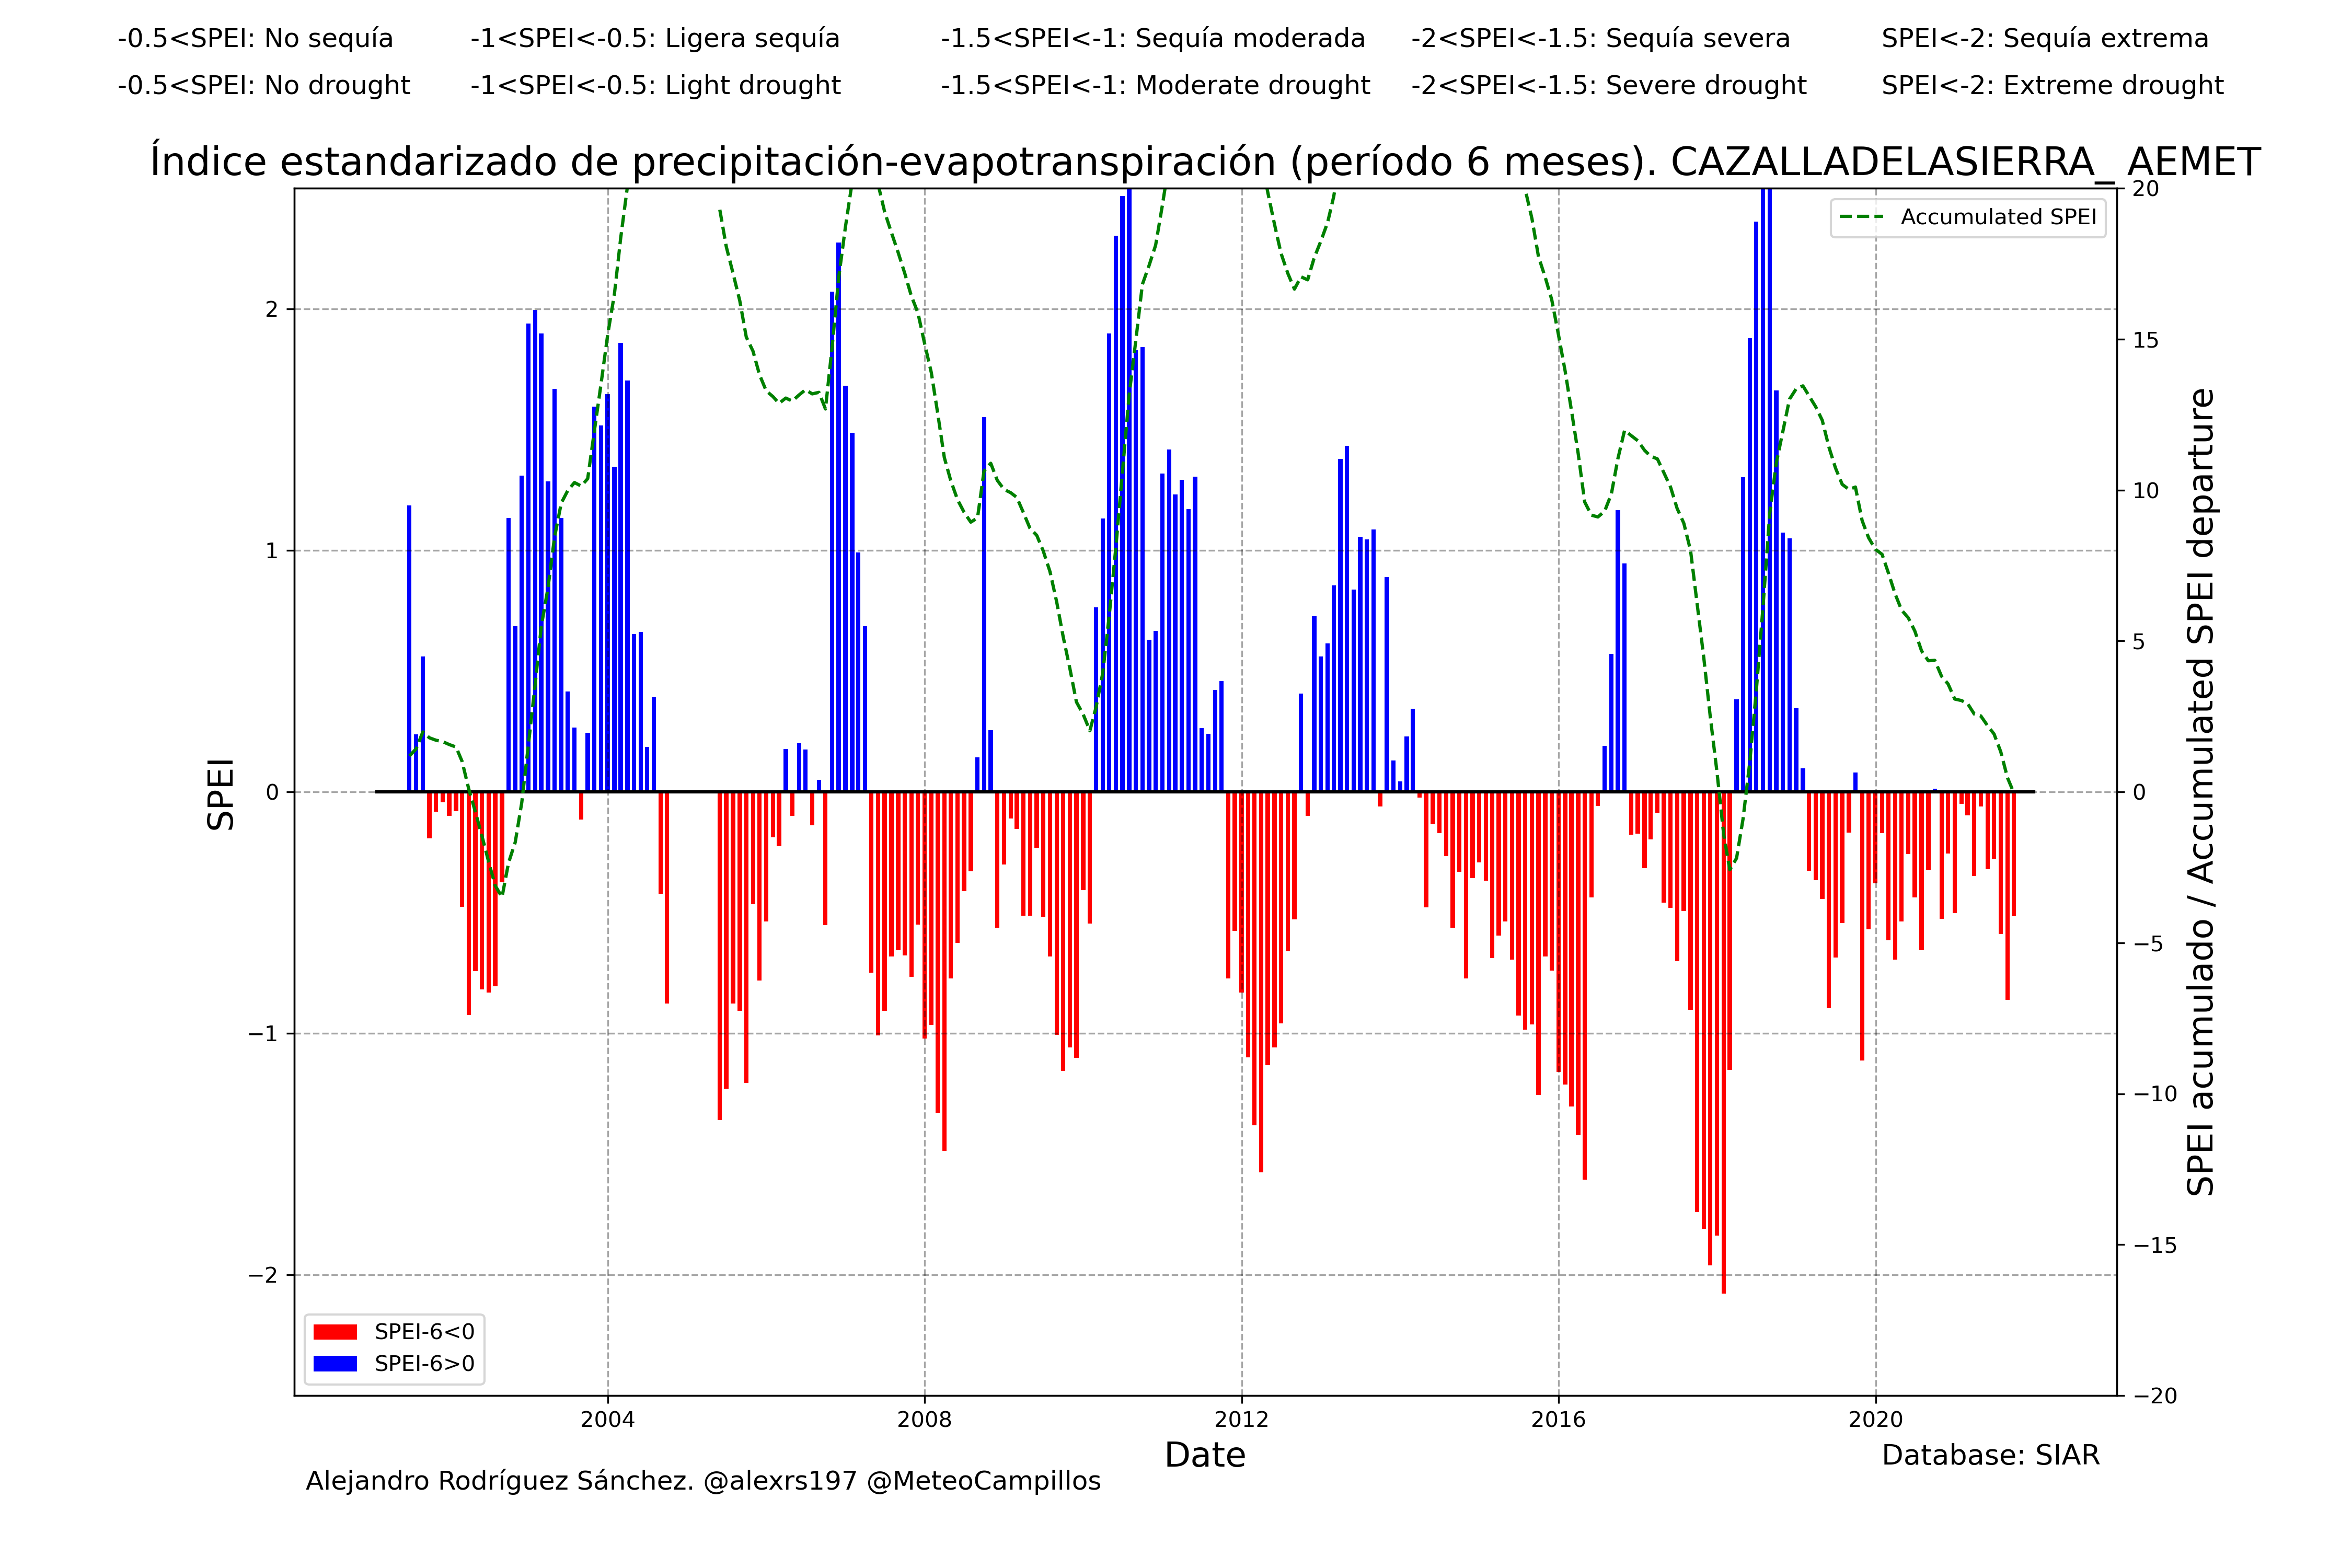 -0.5<SPEI: No sequía -1<SPEI<-0.5: Ligera sequía -1.5<SPEI<-1: Sequía moderada -2<SPEI<-1.5: Sequía severa SPEI<-2: Sequía extrema
-0.5<SPEI: No drought -1<SPEI<-0.5: Light drought -1.5<SPEI<-1: Moderate drought -2<SPEI<-1.5: Severe drought SPEI<-2: Extreme drought
Índice estandarizado de precipitación-evapotranspiración (período 6 meses). CAZALLADELASIERRA_ AEMET
Accumulated SPEI
SPEI
2
1
0
−1
−2
20
15
10
5
0
−5
−10
−15
−20
SPEI acumulado / Accumulated SPEI departure
SPEI-6<0
SPEI-6>0
2004 2008 2012 2016 2020
Date
Database: SIAR
Alejandro Rodríguez Sánchez. @alexrs197 @MeteoCampillos